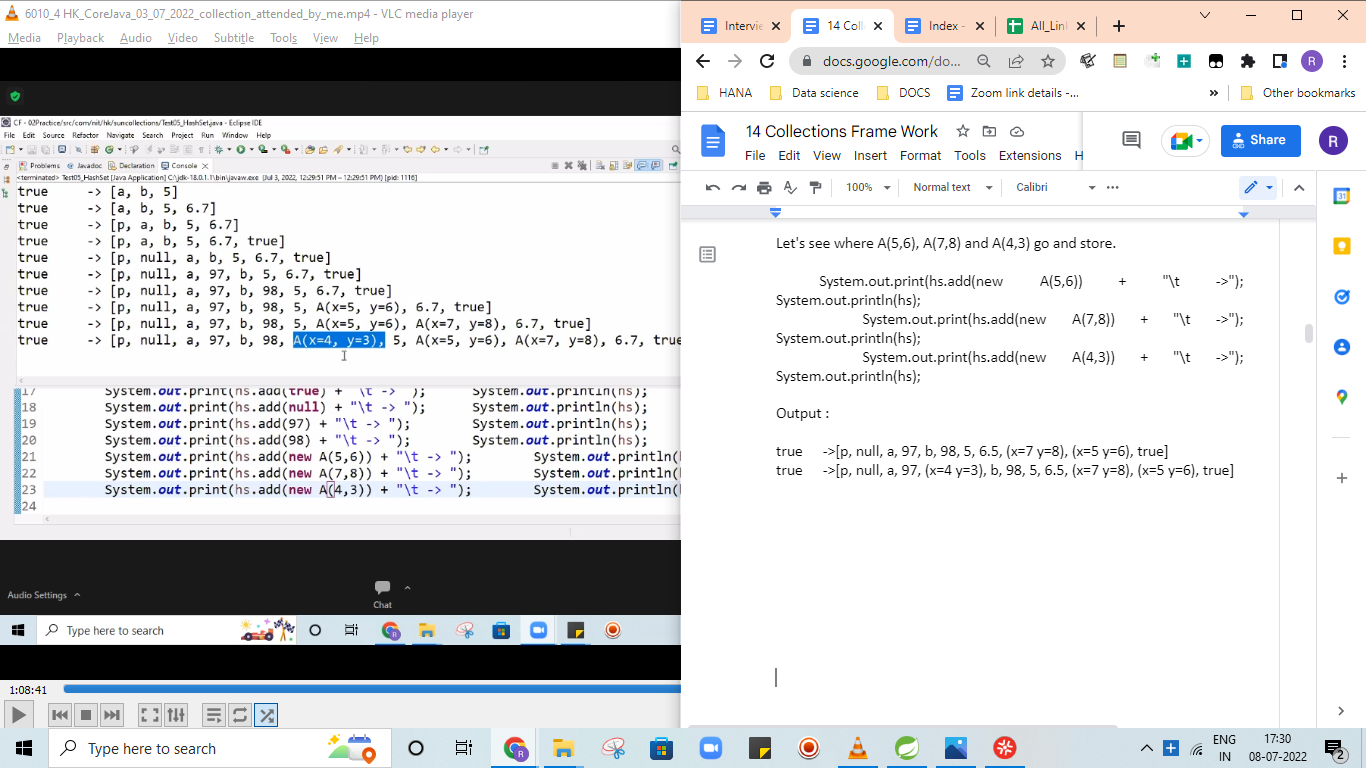 6010_4 HK_CoreJava_03_07_2022_collection_attended_by_me.mp4 - VLC media player
Media Playback Audio Video Subtitle Tools View Help
CF - 02Practice/src/com/nit/hk/suncollections/Test05_HashSet.java - Eclipse IDE
File Edit Source Refactor Navigate Search Project Run Window Help
Problems Javadoc Declaration Console
<terminated> Test05_HashSet [Java Application] C:\jdk-18.0.1.1\bin\javaw.exe (Jul 3, 2022, 12:29:51 PM – 12:29:51 PM) [pid: 1116]
true -> [a, b, 5]
true -> [a, b, 5, 6.7]
true -> [p, a, b, 5, 6.7]
true -> [p, a, b, 5, 6.7, true]
true -> [p, null, a, b, 5, 6.7, true]
true -> [p, null, a, 97, b, 5, 6.7, true]
true -> [p, null, a, 97, b, 98, 5, 6.7, true]
true -> [p, null, a, 97, b, 98, 5, A(x=5, y=6), 6.7, true]
true -> [p, null, a, 97, b, 98, 5, A(x=5, y=6), A(x=7, y=8), 6.7, true]
true -> [p, null, a, 97, b, 98, A(x=4, y=3), 5, A(x=5, y=6), A(x=7, y=8), 6.7, true
17 System.out.print(hs.add(true) + "\t -> "); System.out.println(hs);
18 System.out.print(hs.add(null) + "\t -> "); System.out.println(hs);
19 System.out.print(hs.add(97) + "\t -> "); System.out.println(hs);
20 System.out.print(hs.add(98) + "\t -> "); System.out.println(hs);
21 System.out.print(hs.add(new A(5,6)) + "\t -> "); System.out.println(
22 System.out.print(hs.add(new A(7,8)) + "\t -> "); System.out.println(
23 System.out.print(hs.add(new A(4,3)) + "\t -> "); System.out.println(
24
Audio Settings
Chat
Type here to search
1:08:41
Intervie
14 Coll
Index -
All_Lin
docs.google.com/do...
HANA
Data science
DOCS
Zoom link details -...
»
Other bookmarks
14 Collections Frame Work
File Edit View Insert Format Tools Extensions H
Share
R
100%
Normal text
Calibri
Let's see where A(5,6), A(7,8) and A(4,3) go and store.
System.out.print(hs.add(new A(5,6)) + "\t ->");
System.out.println(hs);
System.out.print(hs.add(new A(7,8)) + "\t ->");
System.out.println(hs);
System.out.print(hs.add(new A(4,3)) + "\t ->");
System.out.println(hs);
Output :
true ->[p, null, a, 97, b, 98, 5, 6.5, (x=7 y=8), (x=5 y=6), true]
true ->[p, null, a, 97, (x=4 y=3), b, 98, 5, 6.5, (x=7 y=8), (x=5 y=6), true]
Type here to search
ENG
IN
17:30
08-07-2022
2